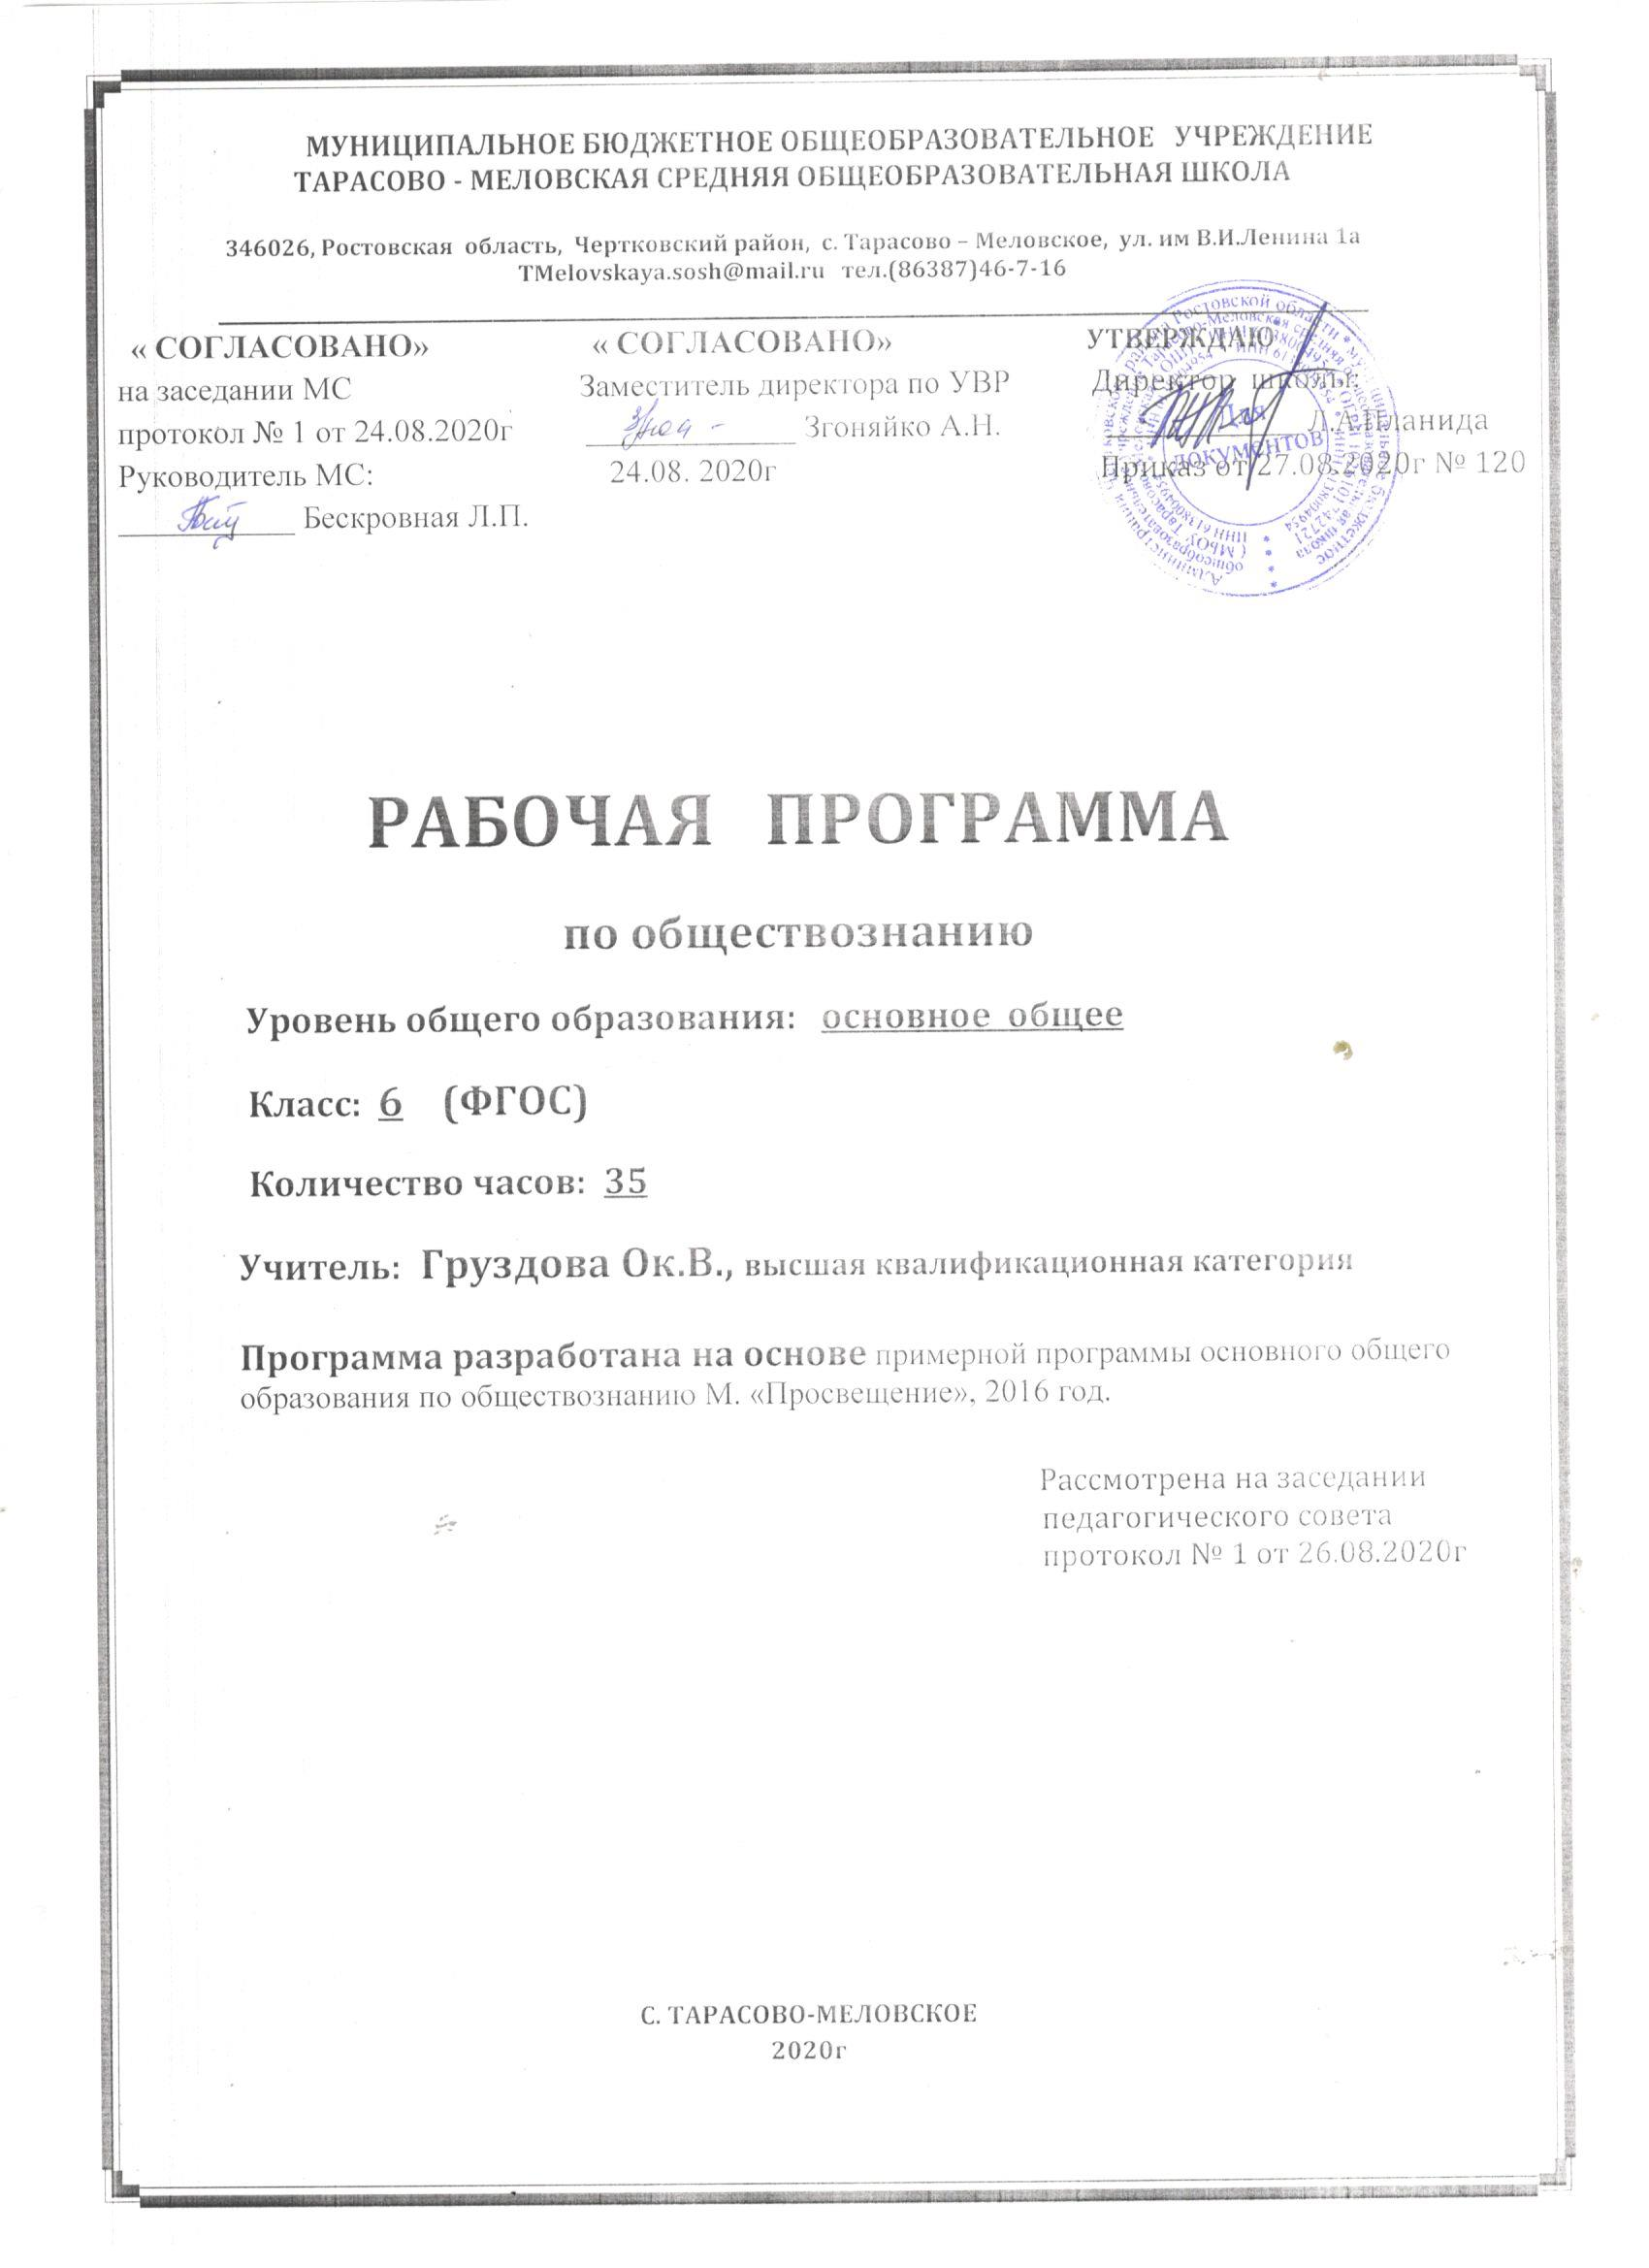 МУНИЦИПАЛЬНОЕ БЮДЖЕТНОЕ ОБЩЕОБРАЗОВАТЕЛЬНОЕ УЧРЕЖДЕНИЕ
ТАРАСОВО - МЕЛОВСКАЯ СРЕДНЯЯ ОБЩЕОБРАЗОВАТЕЛЬНАЯ ШКОЛА
346026, Ростовская область, Чертковский район, с. Тарасово – Меловское, ул. им В.И.Ленина 1а
TMelovskaya.sosh@mail.ru тел.(86387)46-7-16
« СОГЛАСОВАНО»
на заседании МС
протокол № 1 от 24.08.2020г
Руководитель МС:
Бескровная Л.П.
« СОГЛАСОВАНО»
Заместитель директора по УВР
Згоняйко А.Н.
24.08. 2020г
УТВЕРЖДАЮ
Директор школы:
Л.А.Планида
Приказ от 27.08.2020г № 120
Для
ДОКУМЕНТОВ
РАБОЧАЯ ПРОГРАММА
по обществознанию
Уровень общего образования: основное общее
Класс: 6 (ФГОС)
Количество часов: 35
Учитель: Груздова Ок.В., высшая квалификационная категория
Программа разработана на основе примерной программы основного общего
образования по обществознанию М. «Просвещение», 2016 год.
Рассмотрена на заседании
педагогического совета
протокол № 1 от 26.08.2020г
С. ТАРАСОВО-МЕЛОВСКОЕ
2020г